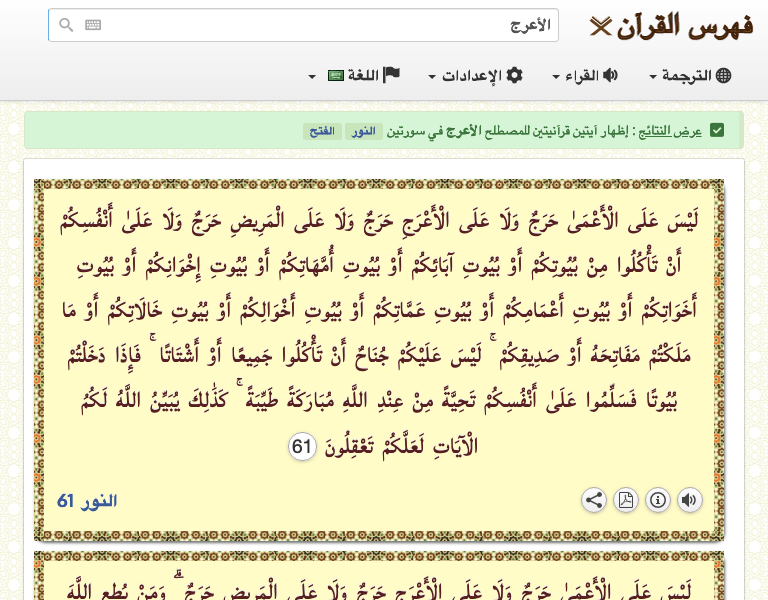 فهرس القرآن
الأعرج
الترجمة
القراء
الإعدادات
اللغة
عرض النتائج : إظهار آيتين قرآنيتين للمصطلح الأعرج في سورتين النور الفتح
لَيْسَ عَلَى الْأَعْمَىٰ حَرَجٌ وَلَا عَلَى الْأَعْرَجِ حَرَجٌ وَلَا عَلَى الْمَرِيضِ حَرَجٌ وَلَا عَلَىٰ أَنْفُسِكُمْ
أَنْ تَأْكُلُوا مِنْ بُيُوتِكُمْ أَوْ بُيُوتِ آبَائِكُمْ أَوْ بُيُوتِ أُمَّهَاتِكُمْ أَوْ بُيُوتِ إِخْوَانِكُمْ أَوْ بُيُوتِ
أَخَوَاتِكُمْ أَوْ بُيُوتِ أَعْمَامِكُمْ أَوْ بُيُوتِ عَمَّاتِكُمْ أَوْ بُيُوتِ أَخْوَالِكُمْ أَوْ بُيُوتِ خَالَاتِكُمْ أَوْ مَا
مَلَكْتُمْ مَفَاتِحَهُ أَوْ صَدِيقِكُمْ ۚ لَيْسَ عَلَيْكُمْ جُنَاحٌ أَنْ تَأْكُلُوا جَمِيعًا أَوْ أَشْتَاتًا ۚ فَإِذَا دَخَلْتُمْ
بُيُوتًا فَسَلِّمُوا عَلَىٰ أَنْفُسِكُمْ تَحِيَّةً مِنْ عِنْدِ اللَّهِ مُبَارَكَةً طَيِّبَةً ۚ كَذَٰلِكَ يُبَيِّنُ اللَّهُ لَكُمُ
الْآيَاتِ لَعَلَّكُمْ تَعْقِلُونَ 61
النور 61
لَيْسَ عَلَى الْأَعْمَىٰ حَرَجٌ وَلَا عَلَى الْأَعْرَجِ حَرَجٌ وَلَا عَلَى الْمَرِيضِ حَرَجٌ ۗ وَمَنْ يُطِعِ اللَّهَ